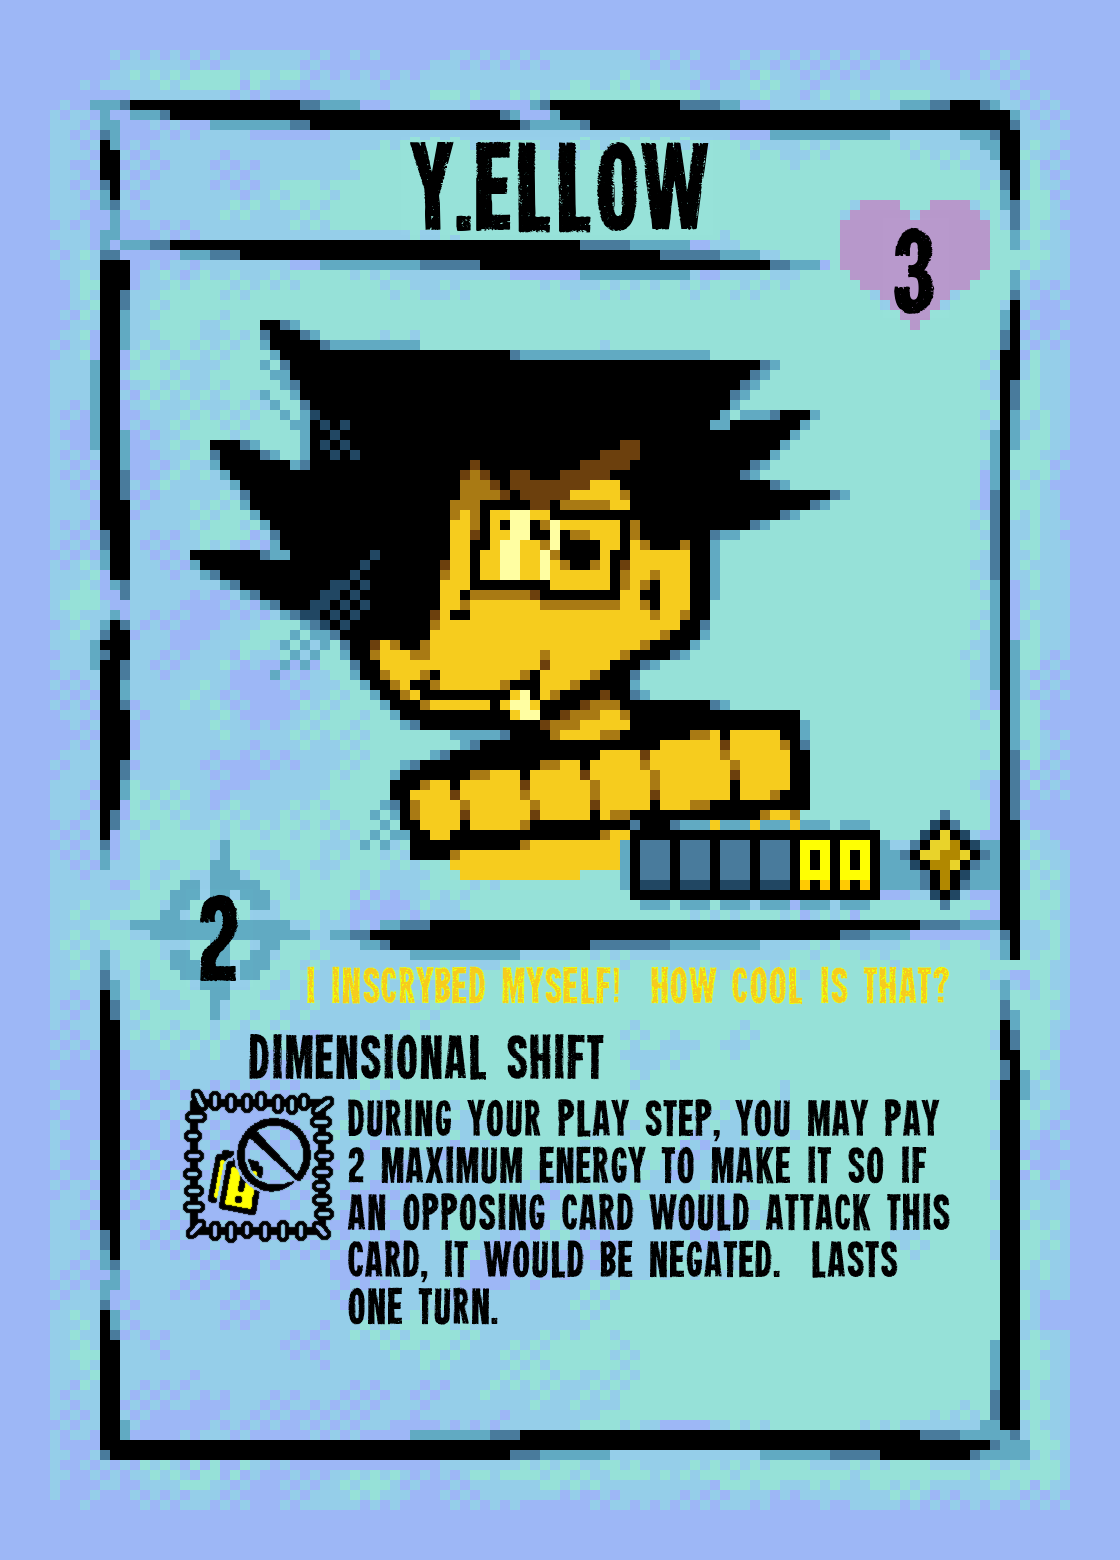 Y.ELLOW
3
2
I INSCRYBED MYSELF!  HOW COOL IS THAT?
DIMENSIONAL SHIFT
DURING YOUR PLAY STEP, YOU MAY PAY
2 MAXIMUM ENERGY TO MAKE IT SO IF
AN OPPOSING CARD WOULD ATTACK THIS
CARD, IT WOULD BE NEGATED.  LASTS
ONE TURN.